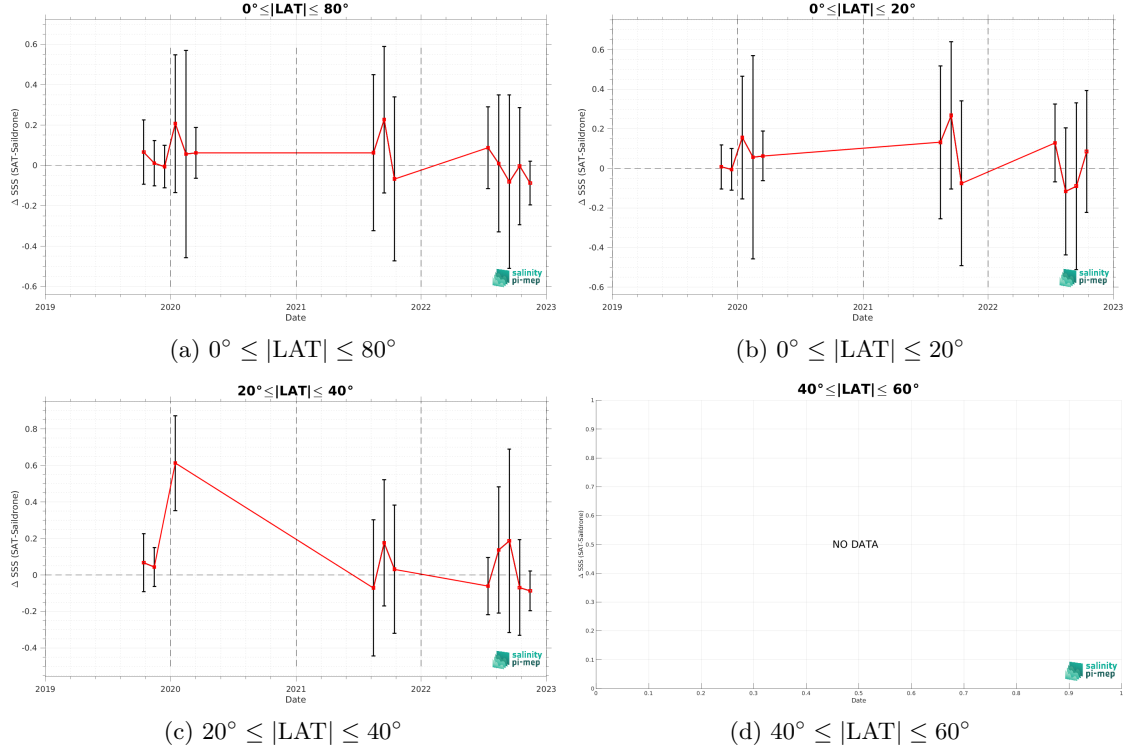 0°≤|LAT|≤ 80°
Δ SSS (SAT-Saildrone)
0.6
0.4
0.2
0
-0.2
-0.4
-0.6
2019 2020 2021 2022 2023
Date
salinity
pi-mep
(a) 0° ≤ |LAT| ≤ 80°
0°≤|LAT|≤ 20°
Δ SSS (SAT-Saildrone)
0.6
0.4
0.2
0
-0.2
-0.4
-0.6
2019 2020 2021 2022 2023
Date
salinity
pi-mep
(b) 0° ≤ |LAT| ≤ 20°
20°≤|LAT|≤ 40°
Δ SSS (SAT-Saildrone)
0.8
0.6
0.4
0.2
0
-0.2
-0.4
2019 2020 2021 2022 2023
Date
salinity
pi-mep
(c) 20° ≤ |LAT| ≤ 40°
40°≤|LAT|≤ 60°
Δ SSS (SAT-Saildrone)
1
0.9
0.8
0.7
0.6
0.5
0.4
0.3
0.2
0.1
0
NO DATA
0 0.1 0.2 0.3 0.4 0.5 0.6 0.7 0.8 0.9 1
Date
salinity
pi-mep
(d) 40° ≤ |LAT| ≤ 60°